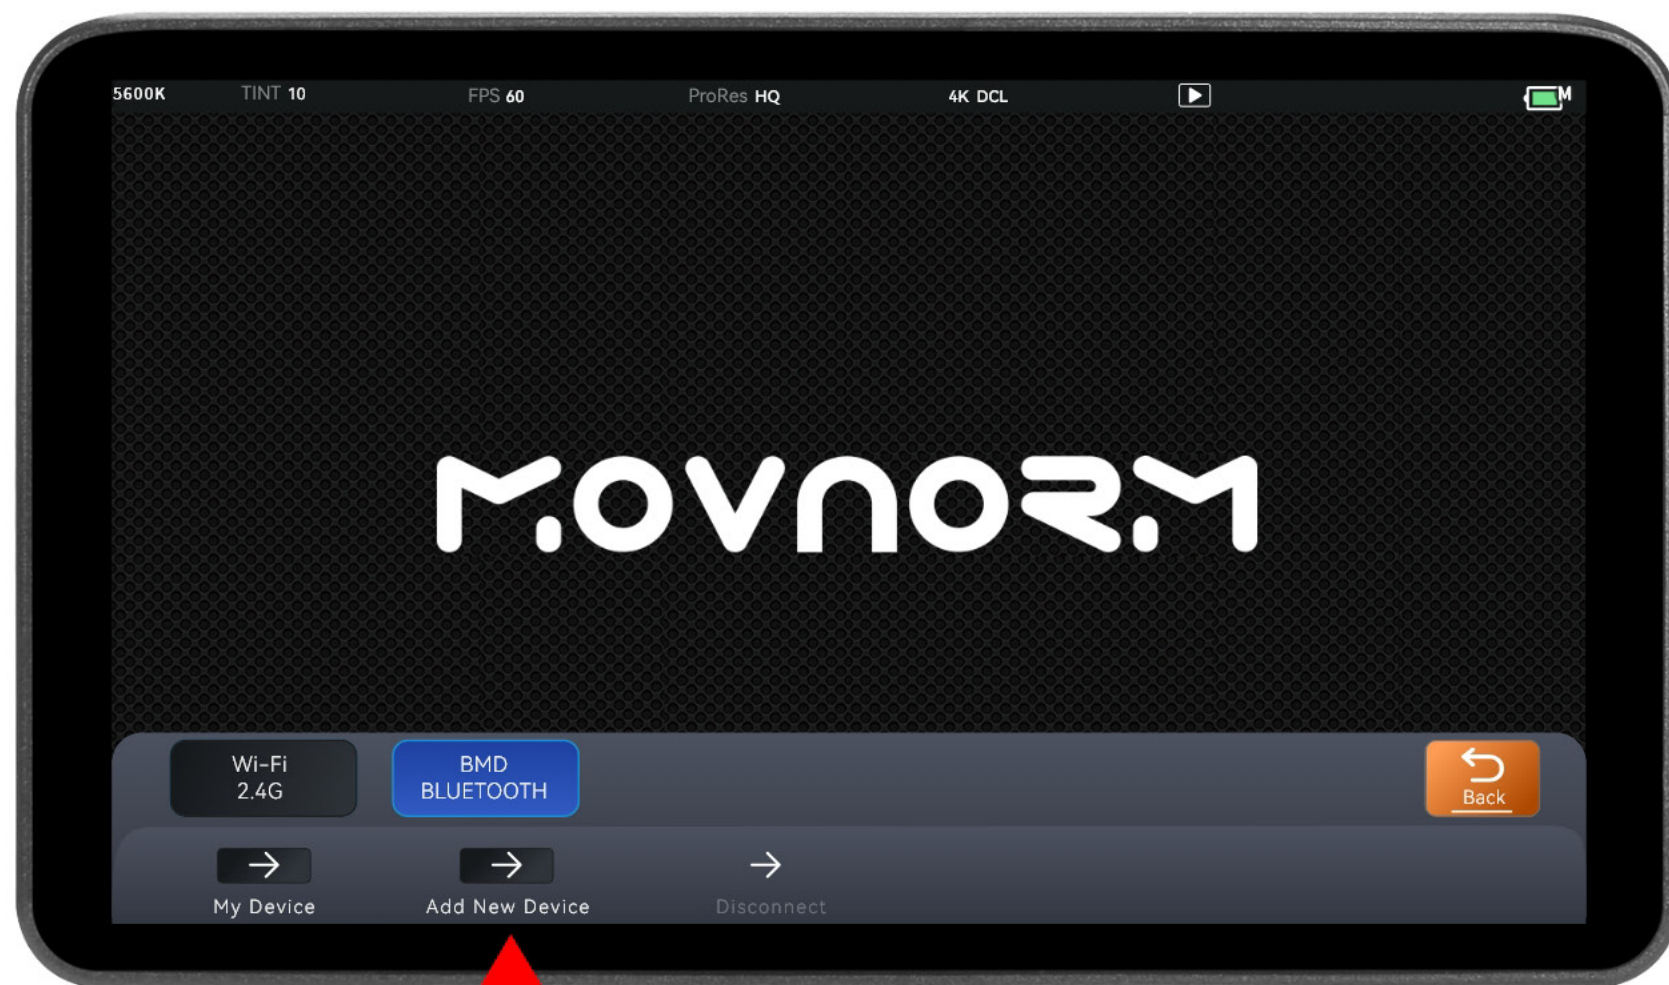 5600K TINT 10 FPS 60 ProRes HQ 4K DCL M
MOVNORM
Wi-Fi
2.4G
BMD
BLUETOOTH
Back
My Device Add New Device Disconnect